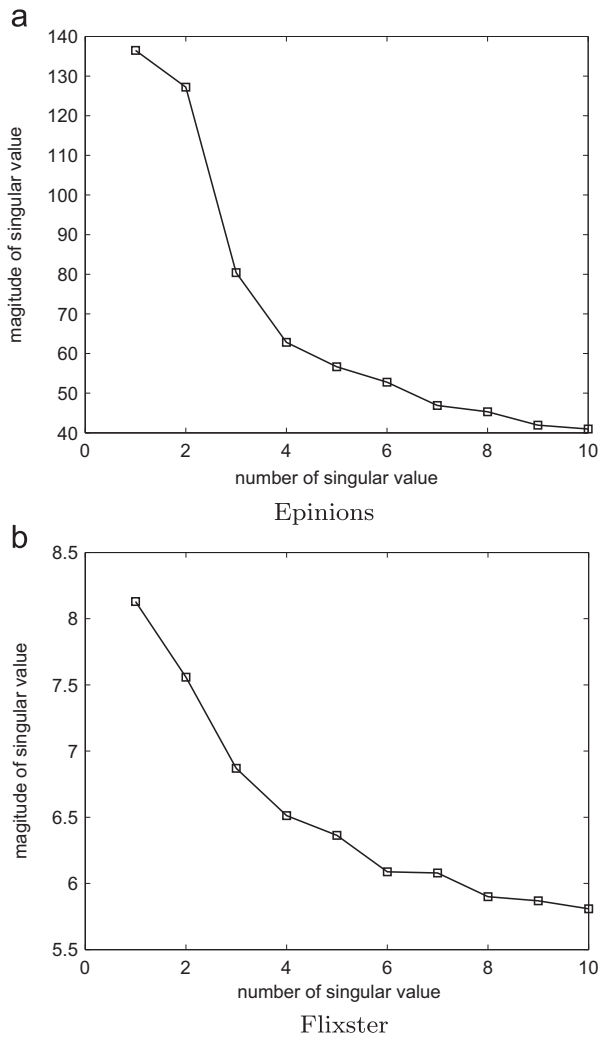 a
140
130
120
110
100
90
80
70
60
50
40
magitude of singular value
0 2 4 6 8 10
number of singular value
Epinions
b
8.5
8
7.5
7
6.5
6
5.5
magnitude of singular value
0 2 4 6 8 10
number of singular value
Flixster